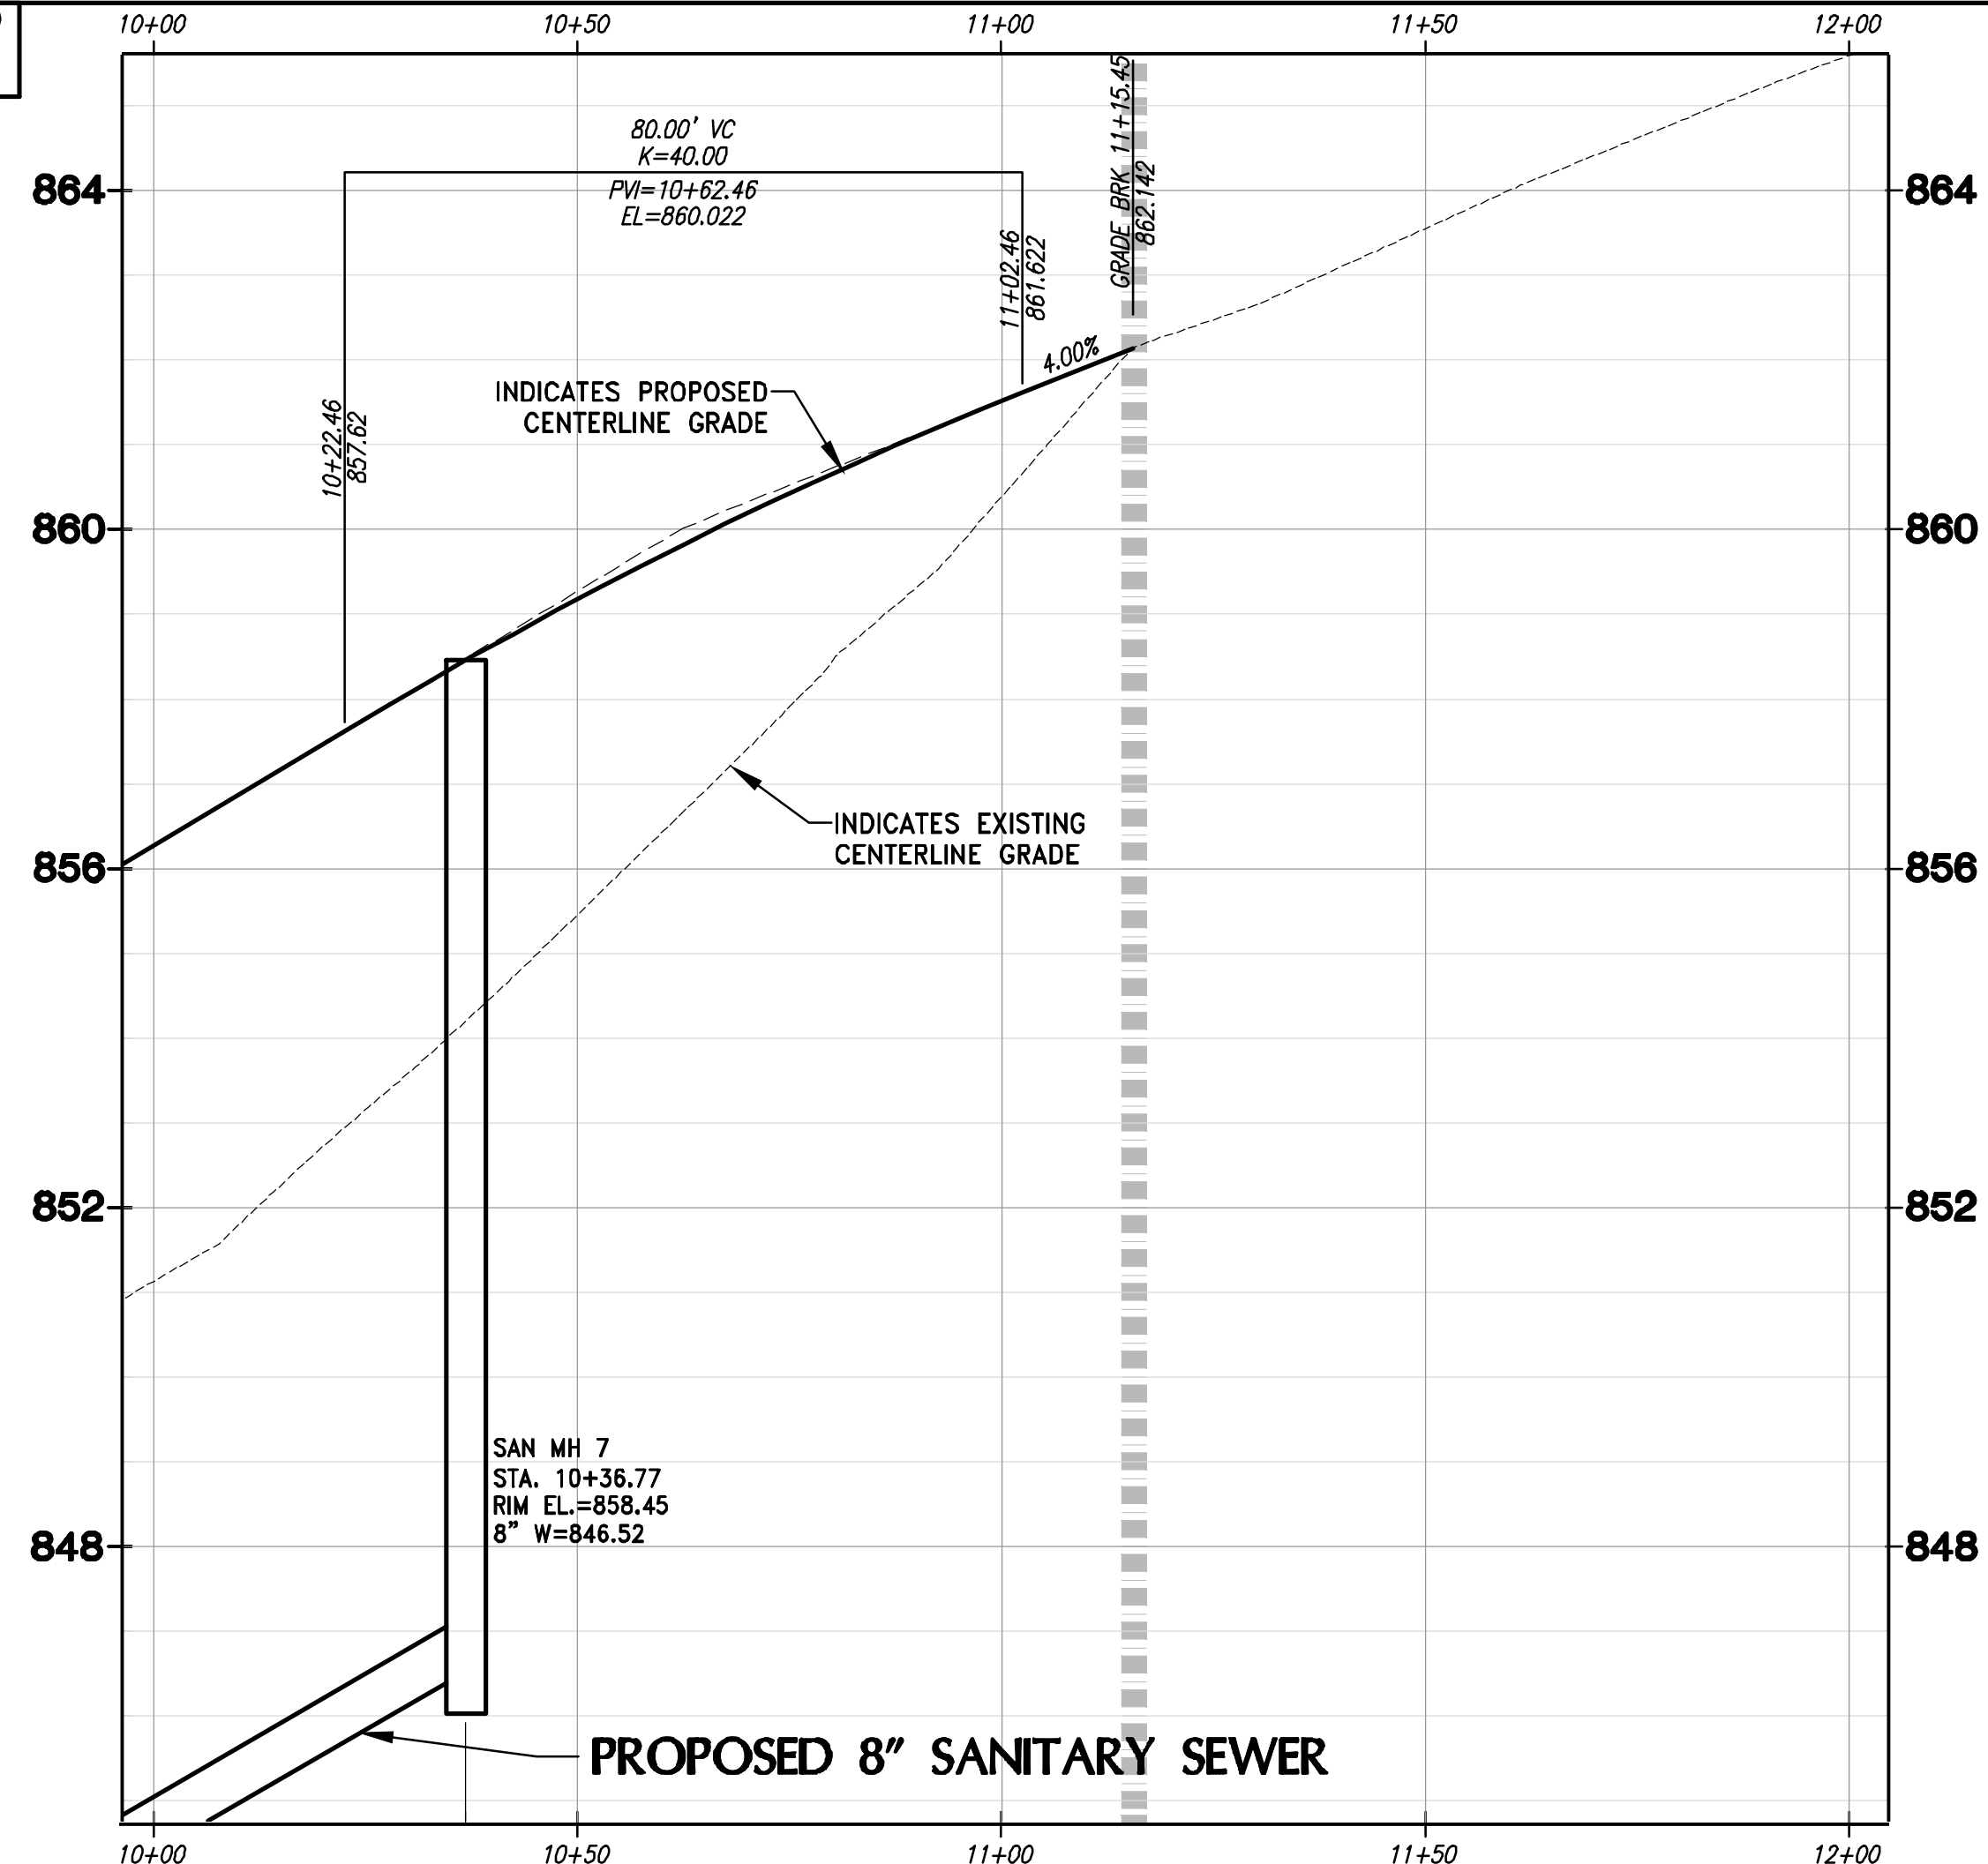 10+00
10+50
11+00
11+50
12+00
80.00' VC
K=40.00
PVI=10+62.46
EL=860.022
GRADE BRK 11+15.45
862.142
864
864
11+02.46
861.622
4.00%
INDICATES PROPOSED
CENTERLINE GRADE
10+22.46
857.62
860
860
INDICATES EXISTING
CENTERLINE GRADE
856
856
852
852
SAN MH 7
STA. 10+36.77
RIM EL.=858.45
8" W=846.52
848
848
PROPOSED 8" SANITARY SEWER
10+00
10+50
11+00
11+50
12+00